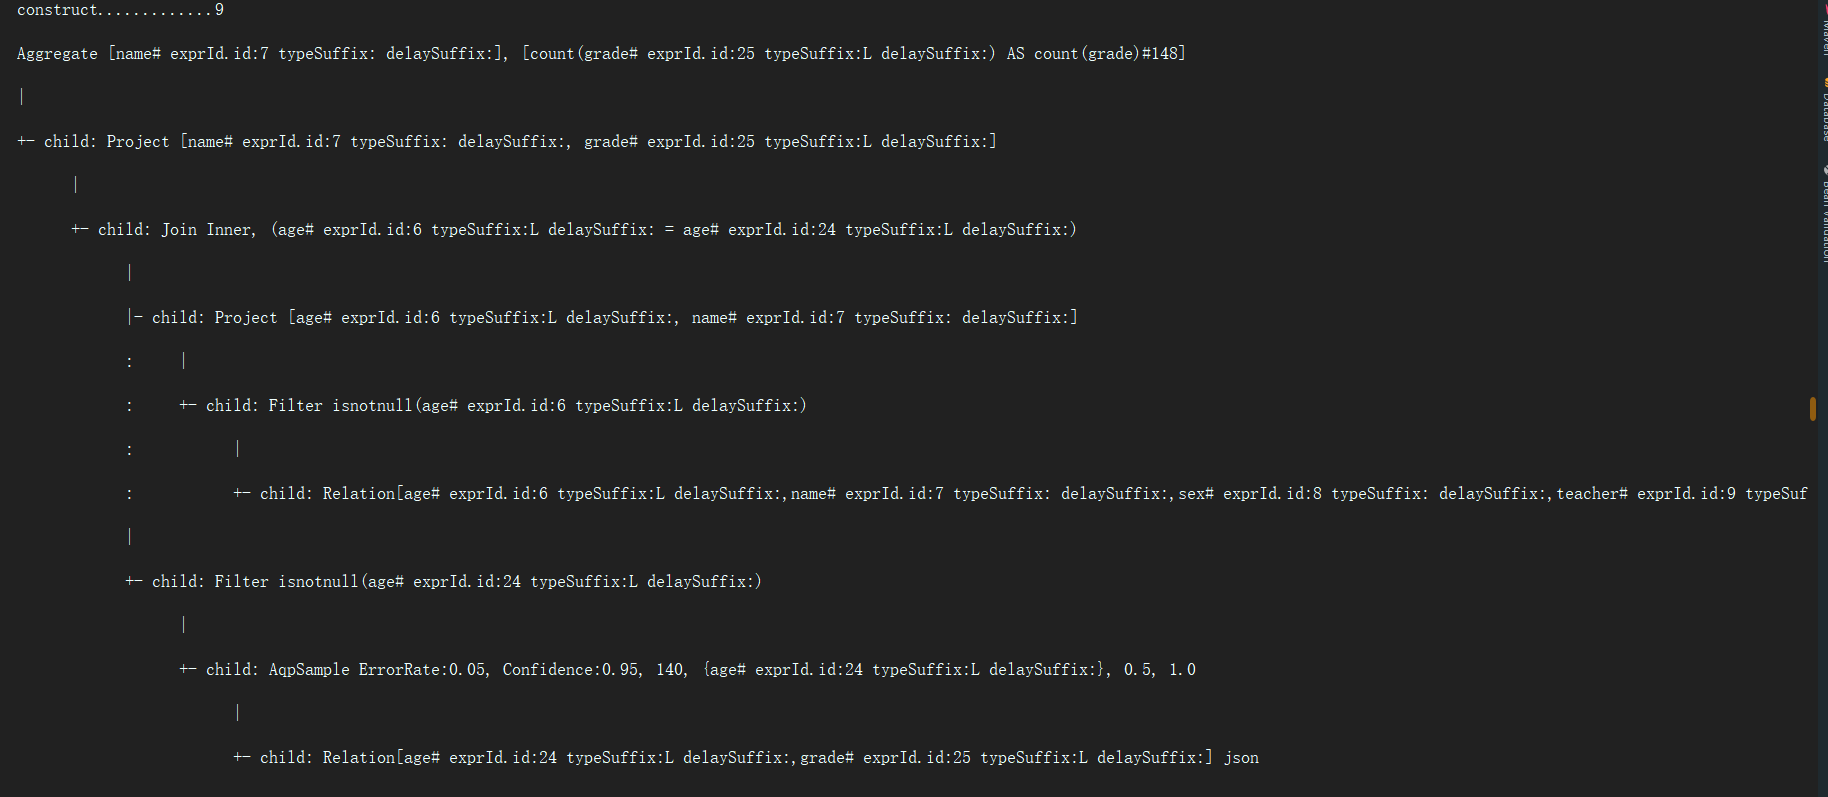 construct.............9
Aggregate [name# exprId.id:7 typeSuffix: delaySuffix:], [count(grade# exprId.id:25 typeSuffix:L delaySuffix:) AS count(grade)#148]
|
+- child: Project [name# exprId.id:7 typeSuffix: delaySuffix:, grade# exprId.id:25 typeSuffix:L delaySuffix:]
|
+- child: Join Inner, (age# exprId.id:6 typeSuffix:L delaySuffix: = age# exprId.id:24 typeSuffix:L delaySuffix:)
|
|- child: Project [age# exprId.id:6 typeSuffix:L delaySuffix:, name# exprId.id:7 typeSuffix: delaySuffix:]
: |
: +- child: Filter isnotnull(age# exprId.id:6 typeSuffix:L delaySuffix:)
: |
: +- child: Relation[age# exprId.id:6 typeSuffix:L delaySuffix:,name# exprId.id:7 typeSuffix: delaySuffix:,sex# exprId.id:8 typeSuffix: delaySuffix:,teacher# exprId.id:9 typeSuf
|
+- child: Filter isnotnull(age# exprId.id:24 typeSuffix:L delaySuffix:)
|
+- child: AqpSample ErrorRate:0.05, Confidence:0.95, 140, {age# exprId.id:24 typeSuffix:L delaySuffix:}, 0.5, 1.0
|
+- child: Relation[age# exprId.id:24 typeSuffix:L delaySuffix:,grade# exprId.id:25 typeSuffix:L delaySuffix:] json